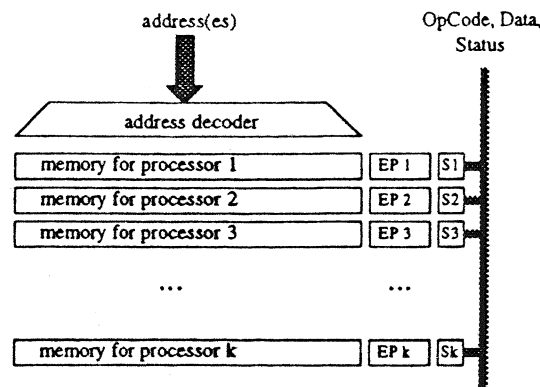 address(es)
OpCode, Data,
Status
address decoder
memory for processor 1 EP 1 S1
memory for processor 2 EP 2 S2
memory for processor 3 EP 3 S3
... ...
memory for processor k EP k Sk